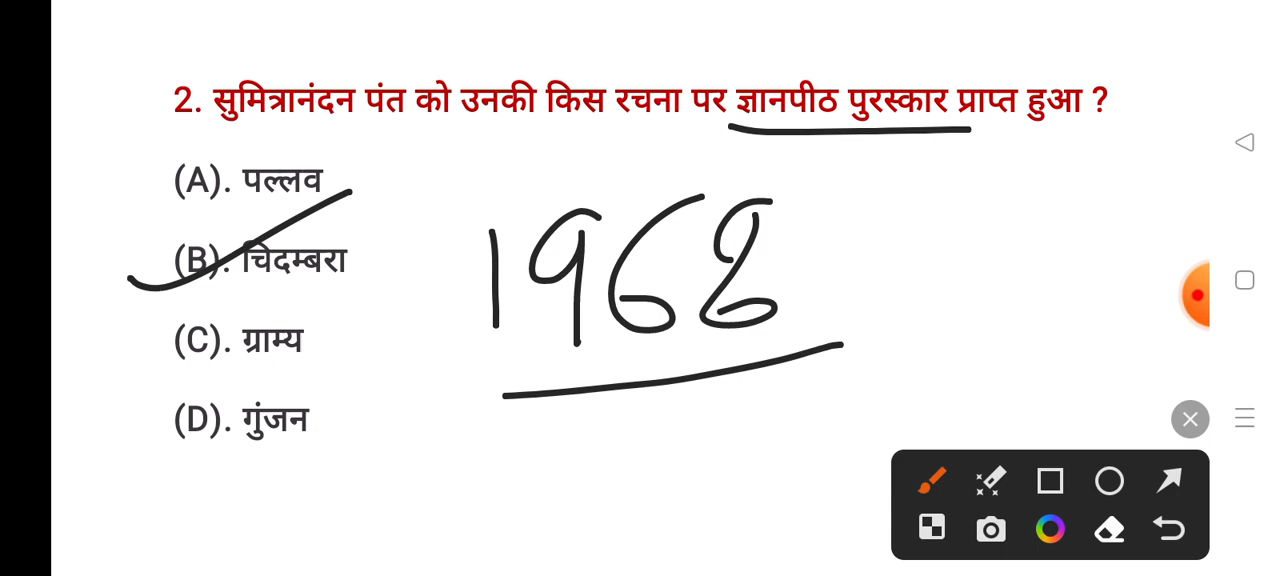 2. सुमित्रानंदन पंत को उनकी किस रचना पर ज्ञानपीठ पुरस्कार प्राप्त हुआ ?
(A). पल्लव
(B). चिदम्बरा
(C). ग्राम्य
(D). गुंजन
1968